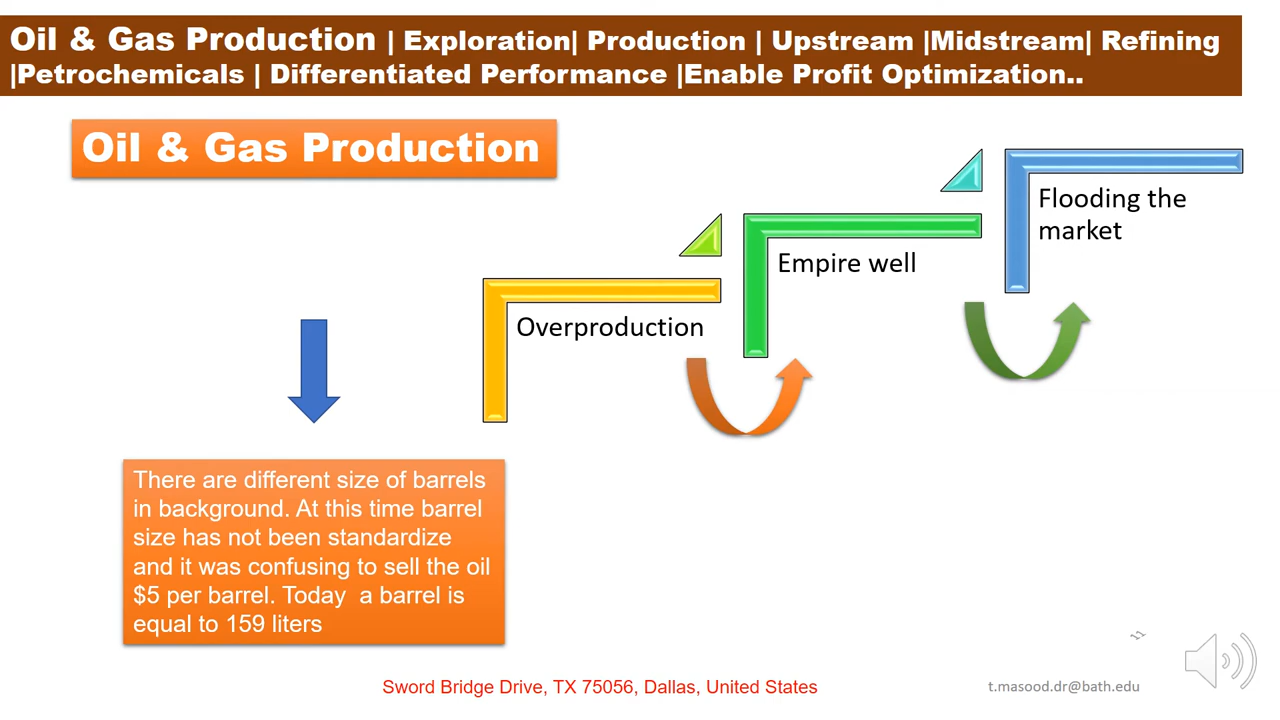 Oil & Gas Production | Exploration| Production | Upstream |Midstream| Refining
|Petrochemicals | Differentiated Performance |Enable Profit Optimization..
Oil & Gas Production
Flooding the
market
Empire well
Overproduction
There are different size of barrels
in background. At this time barrel
size has not been standardize
and it was confusing to sell the oil
$5 per barrel. Today  a barrel is
equal to 159 liters
Sword Bridge Drive, TX 75056, Dallas, United States
t.masood.dr@bath.edu